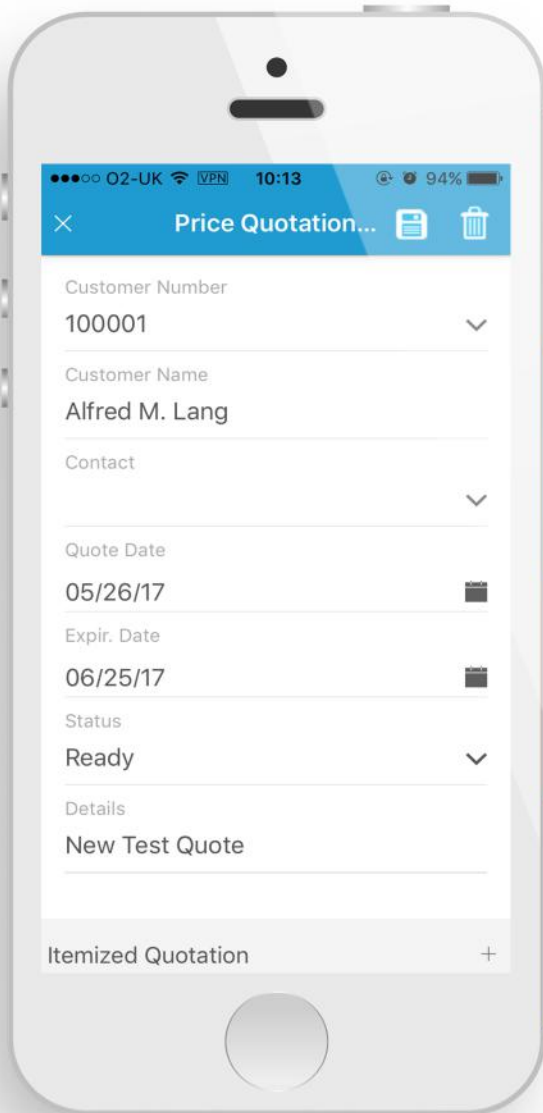 O2-UK VPN 10:13 94%
Price Quotation...
Customer Number
100001
Customer Name
Alfred M. Lang
Contact
Quote Date
05/26/17
Expir. Date
06/25/17
Status
Ready
Details
New Test Quote
Itemized Quotation +